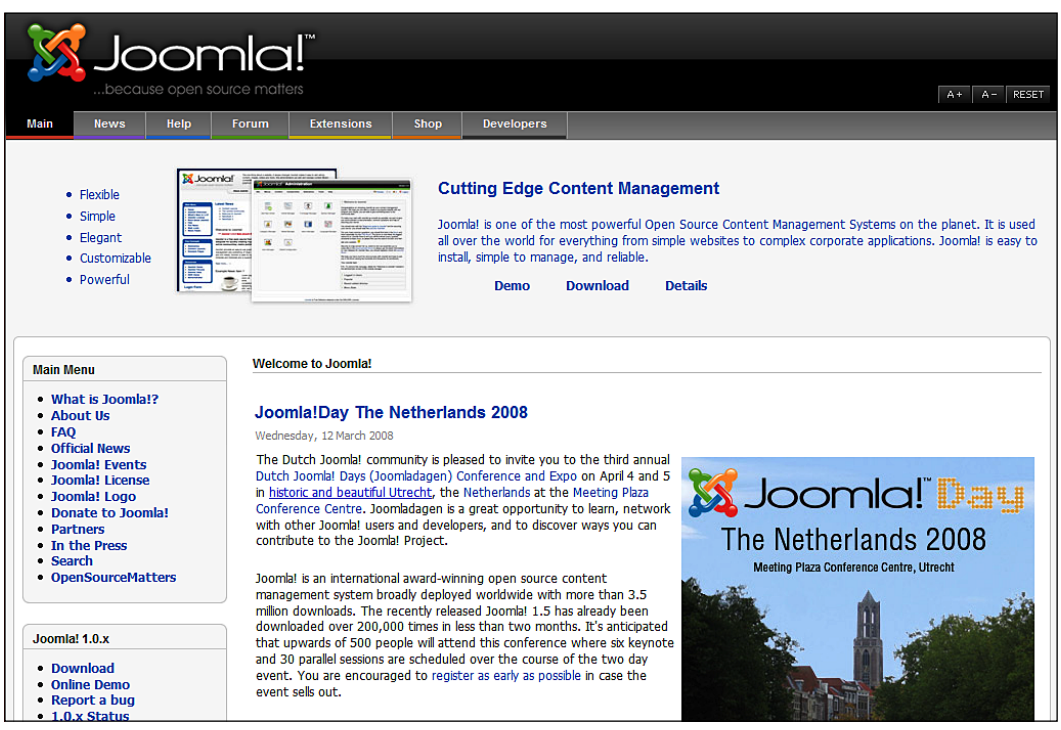 Joomla!™
...because open source matters
A+ A- RESET
Main News Help Forum Extensions Shop Developers
• Flexible
• Simple
• Elegant
• Customizable
• Powerful
Joomla!
Joomla! Administration
Cutting Edge Content Management
Joomla! is one of the most powerful Open Source Content Management Systems on the planet. It is used
all over the world for everything from simple websites to complex corporate applications. Joomla! is easy to
install, simple to manage, and reliable.
Demo Download Details
Main Menu
• What is Joomla!?
• About Us
• FAQ
• Official News
• Joomla! Events
• Joomla! License
• Joomla! Logo
• Donate to Joomla!
• Partners
• In the Press
• Search
• OpenSourceMatters
Joomla! 1.0.x
• Download
• Online Demo
• Report a bug
• 1.0.x Status
Welcome to Joomla!
Joomla!Day The Netherlands 2008
Wednesday, 12 March 2008
The Dutch Joomla! community is pleased to invite you to the third annual
Dutch Joomla! Days (Joomladagen) Conference and Expo on April 4 and 5
in historic and beautiful Utrecht, the Netherlands at the Meeting Plaza
Conference Centre. Joomladagen is a great opportunity to learn, network
with other Joomla! users and developers, and to discover ways you can
contribute to the Joomla! Project.
Joomla! is an international award-winning open source content
management system broadly deployed worldwide with more than 3.5
million downloads. The recently released Joomla! 1.5 has already been
downloaded over 200,000 times in less than two months. It's anticipated
that upwards of 500 people will attend this conference where six keynote
and 30 parallel sessions are scheduled over the course of the two day
event. You are encouraged to register as early as possible in case the
event sells out.
Joomla!™ Day
The Netherlands 2008
Meeting Plaza Conference Centre, Utrecht